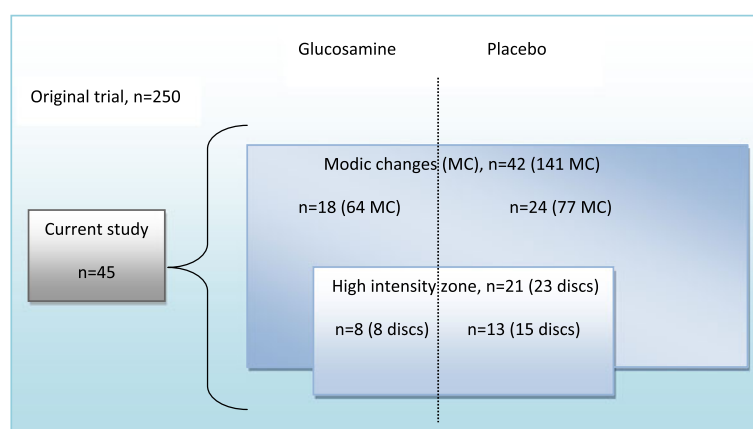 Glucosamine Placebo
Original trial, n=250
Modic changes (MC), n=42 (141 MC)
n=18 (64 MC) n=24 (77 MC)
Current study
n=45
High intensity zone, n=21 (23 discs)
n=8 (8 discs) n=13 (15 discs)